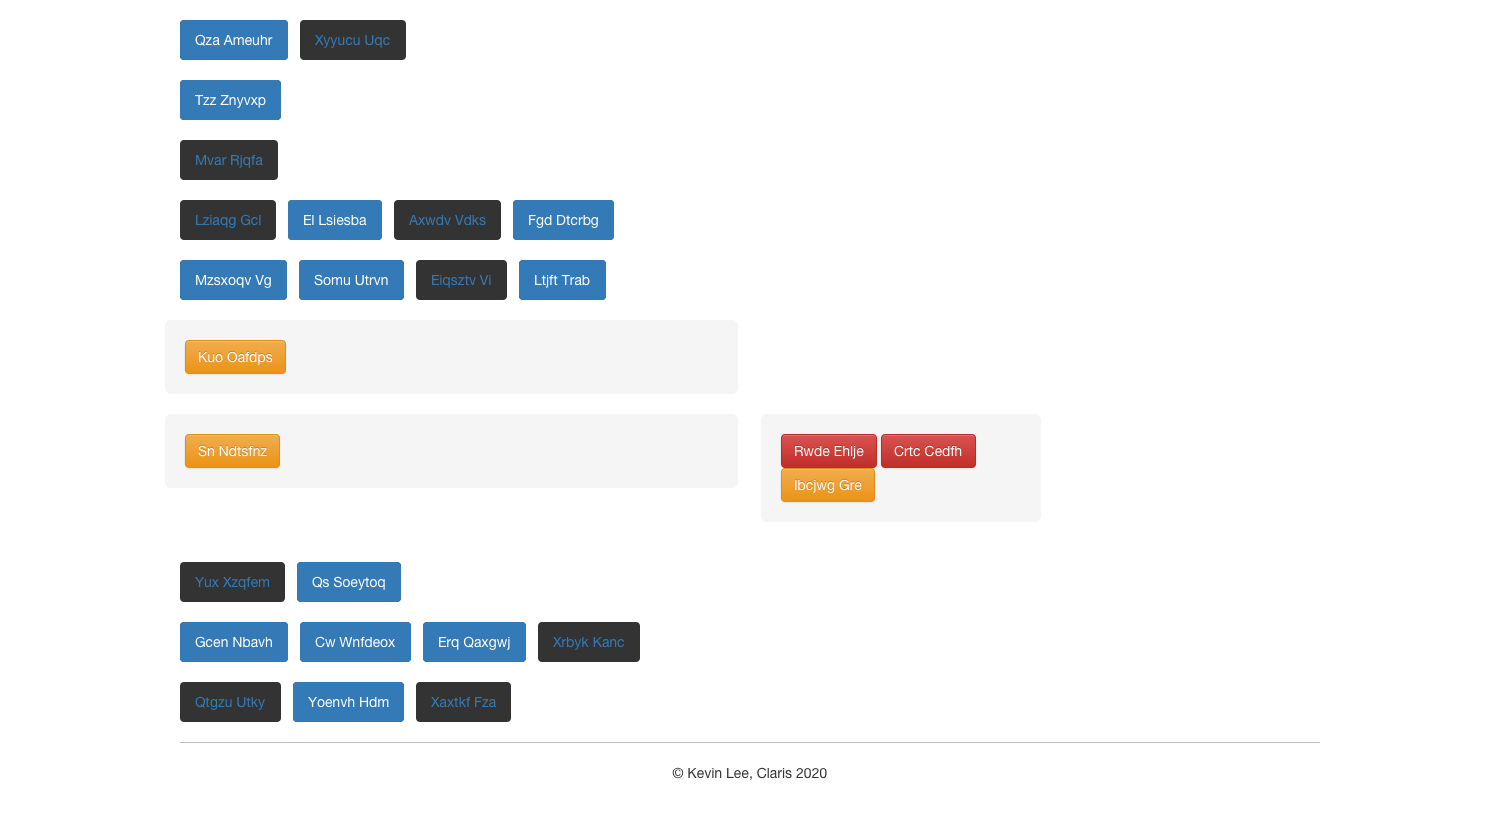 Qza Ameuhr Xyyucu Uqc
Tzz Znyvxp
Mvar Rjqfa
Lziaqg Gcl El Lsiesba Axwdv Vdks Fgd Dtcrbg
Mzsxoqv Vg Somu Utrvn Eiqsztv Vi Ltjft Trab
Kuo Oafdps
Sn Ndtsfnz Rwde Ehlje Crtc Cedfh
Ibcjwg Gre
Yux Xzqfem Qs Soeytoq
Gcen Nbavh Cw Wnfdeox Erq Qaxgwj Xrbyk Kanc
Qtgzu Utky Yoenvh Hdm Xaxtkf Fza
© Kevin Lee, Claris 2020